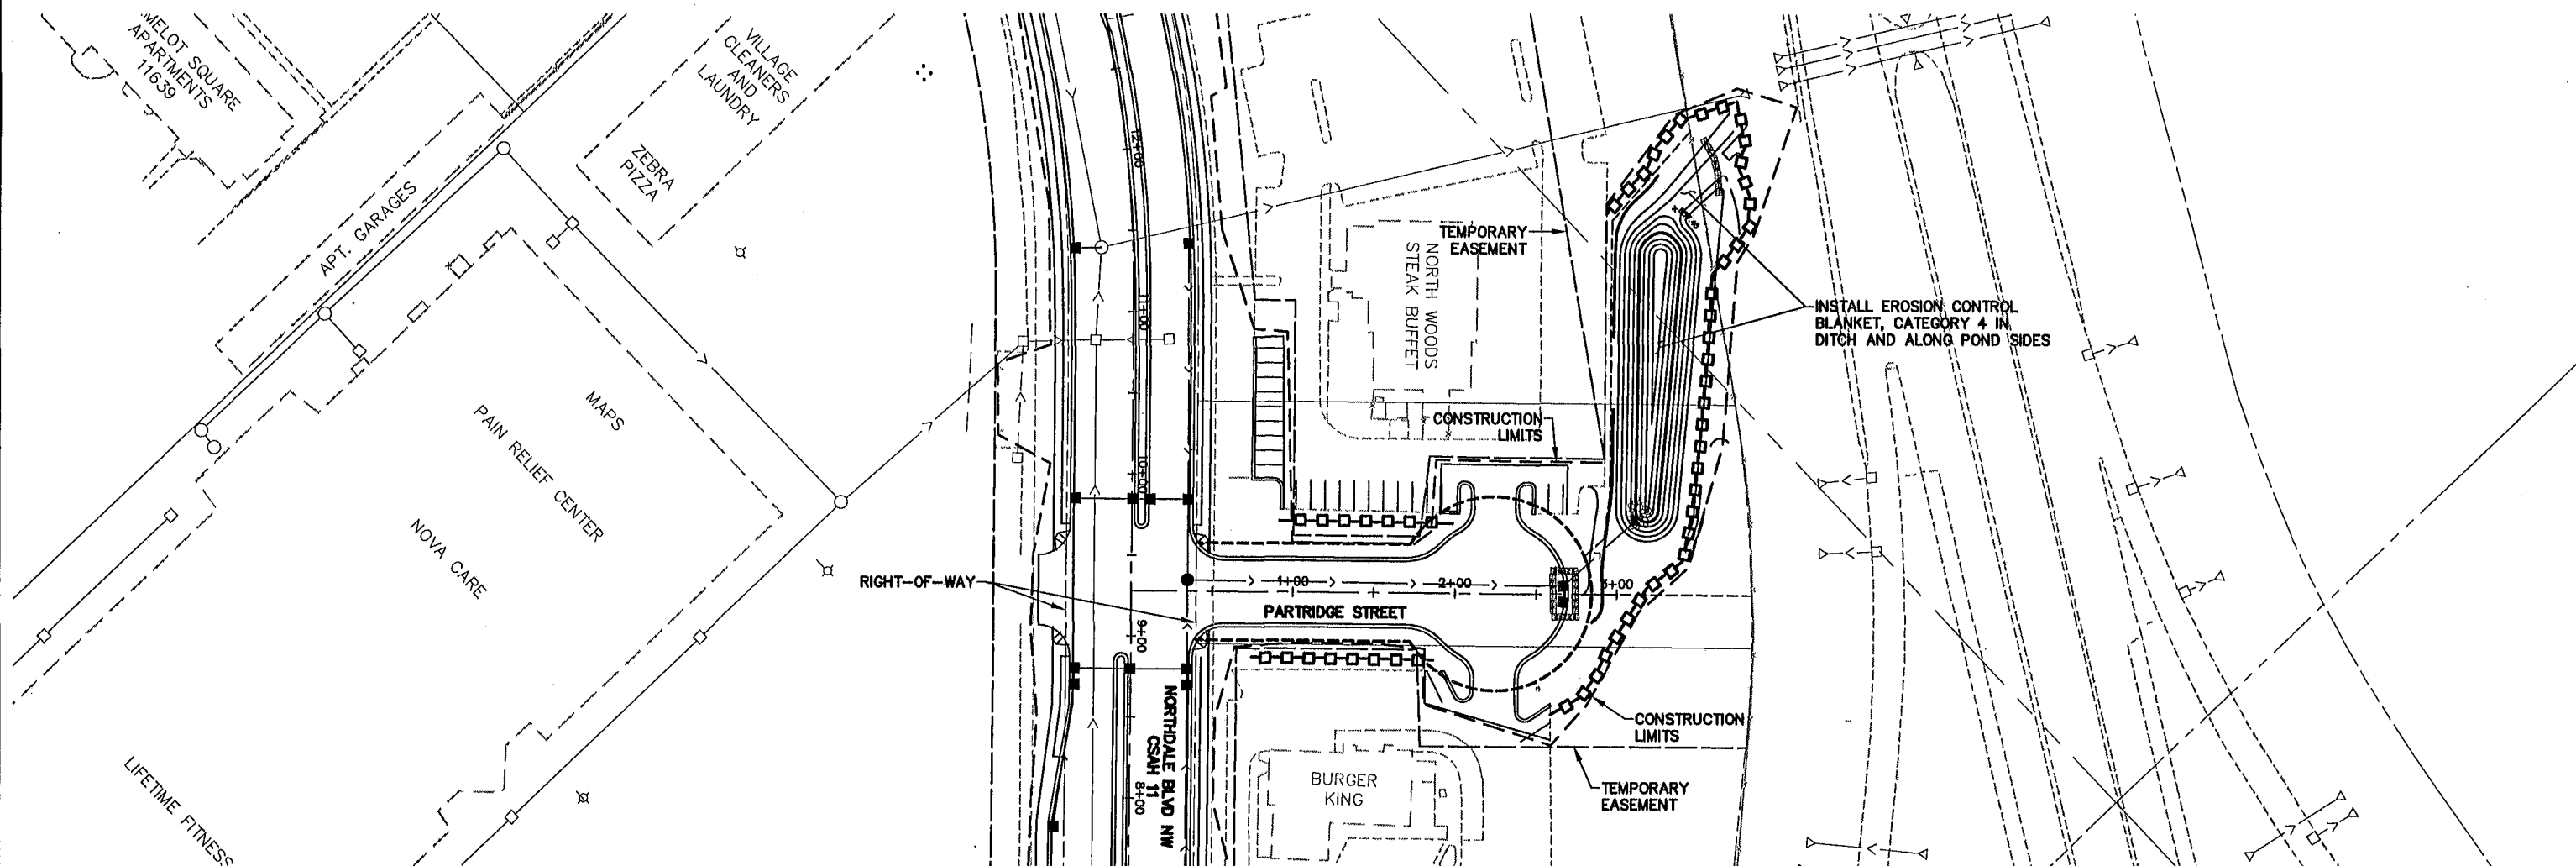 MELOT SQUARE
APARTMENTS
11639
APT. GARAGES
VILLAGE
CLEANERS
AND
LAUNDRY
ZEBRA
PIZZA
MAPS
PAIN RELIEF CENTER
NOVA CARE
LIFETIME FITNESS
RIGHT-OF-WAY
12+00
11+00
10+00
9+00
8+00
NORTHDALE BLVD NW
CSAH 11
TEMPORARY
EASEMENT
NORTH WOODS
STEAK BUFFET
CONSTRUCTION
LIMITS
INSTALL EROSION CONTROL
BLANKET, CATEGORY 4 IN
DITCH AND ALONG POND SIDES
1+00
2+00
3+00
PARTRIDGE STREET
CONSTRUCTION
LIMITS
TEMPORARY
EASEMENT
BURGER
KING